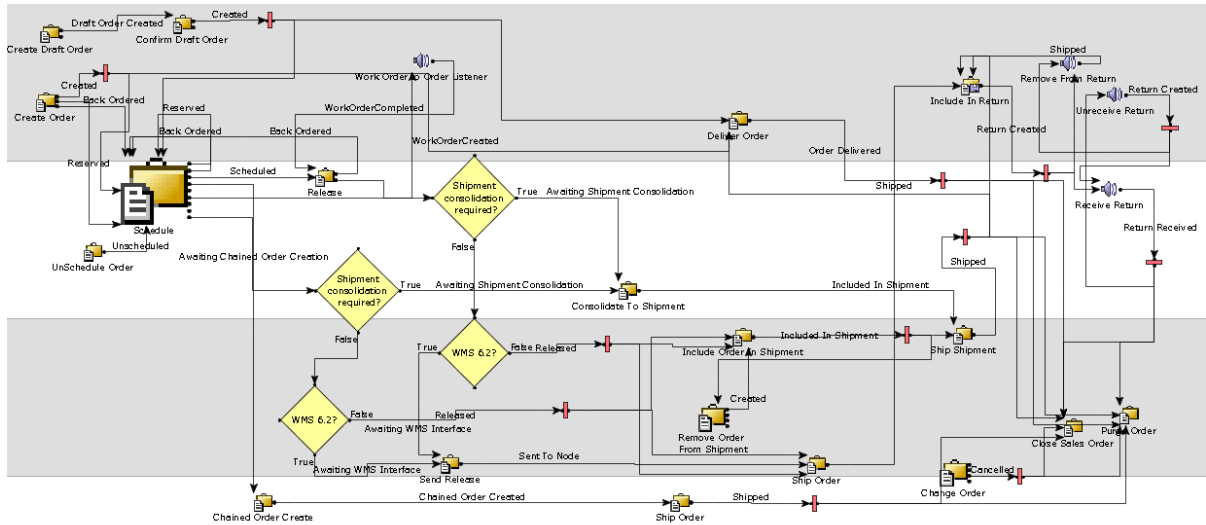 Draft Order Created
Created
Create Draft Order
Confirm Draft Order
Shipped
Work Order to Order Listener
Remove From Return
Created
Return Created
Back Ordered
Include In Return
Unreceive Return
Create Order
Reserved
WorkOrderCompleted
Deliver Order
Return Created
Back Ordered
Back Ordered
WorkOrderCreated
Order Delivered
Reserved
Scheduled
Release
Shipment
consolidation
required?
True
Awaiting Shipment Consolidation
Shipped
Receive Return
Schedule
Unscheduled
False
Return Received
UnSchedule Order
Awaiting Chained Order Creation
Shipped
Shipment
consolidation
required?
True
Awaiting Shipment Consolidation
Included In Shipment
Consolidate To Shipment
False
True
WMS 6.2?
False
Released
Include Order In Shipment
Included In Shipment
Ship Shipment
Created
WMS 6.2?
False
Released
Awaiting WMS Interface
Remove Order
From Shipment
Close Sales Order
Order
True
Awaiting WMS Interface
Sent To Node
Send Release
Ship Order
Cancelled
Change Order
Chained Order Created
Shipped
Chained Order Create
Ship Order